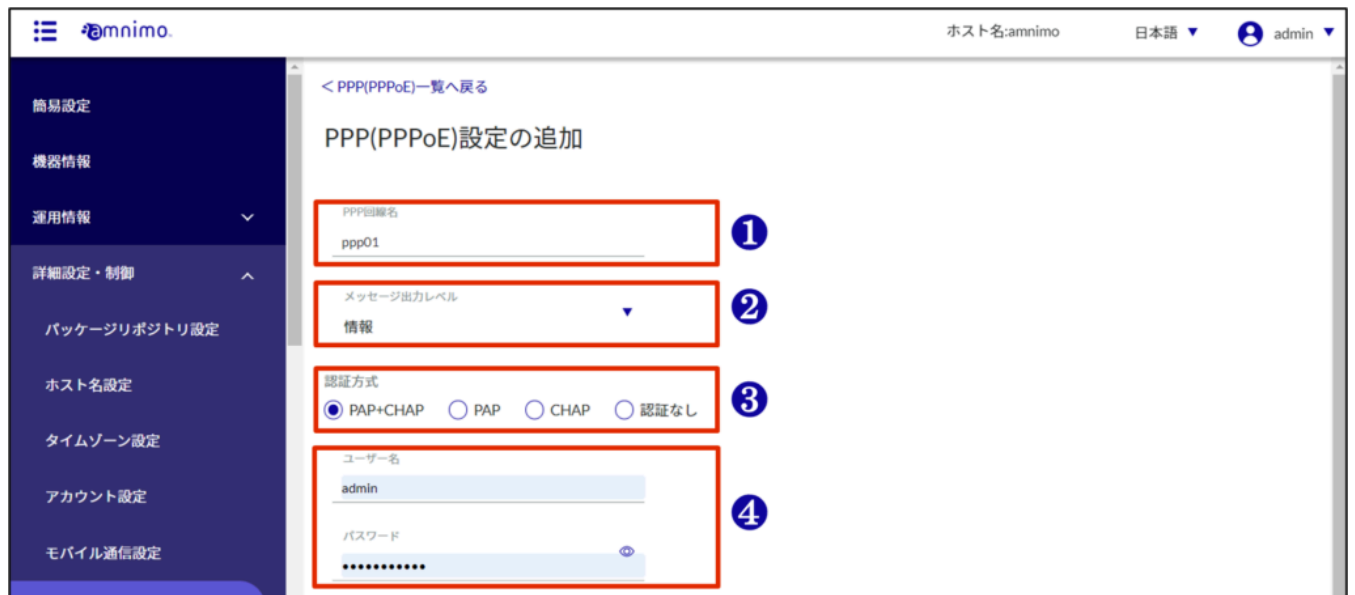 amnimo
ホスト名:amnimo
日本語 ▼
admin ▼
簡易設定
機器情報
運用情報
詳細設定・制御
パッケージリポジトリ設定
ホスト名設定
タイムゾーン設定
アカウント設定
モバイル通信設定
< PPP(PPPoE)一覧へ戻る
PPP(PPPoE)設定の追加
PPP回線名
ppp01
❶
メッセージ出力レベル
情報
❷
認証方式
PAP+CHAP PAP CHAP 認証なし
❸
ユーザー名
admin
パスワード
•••••••••••
❹